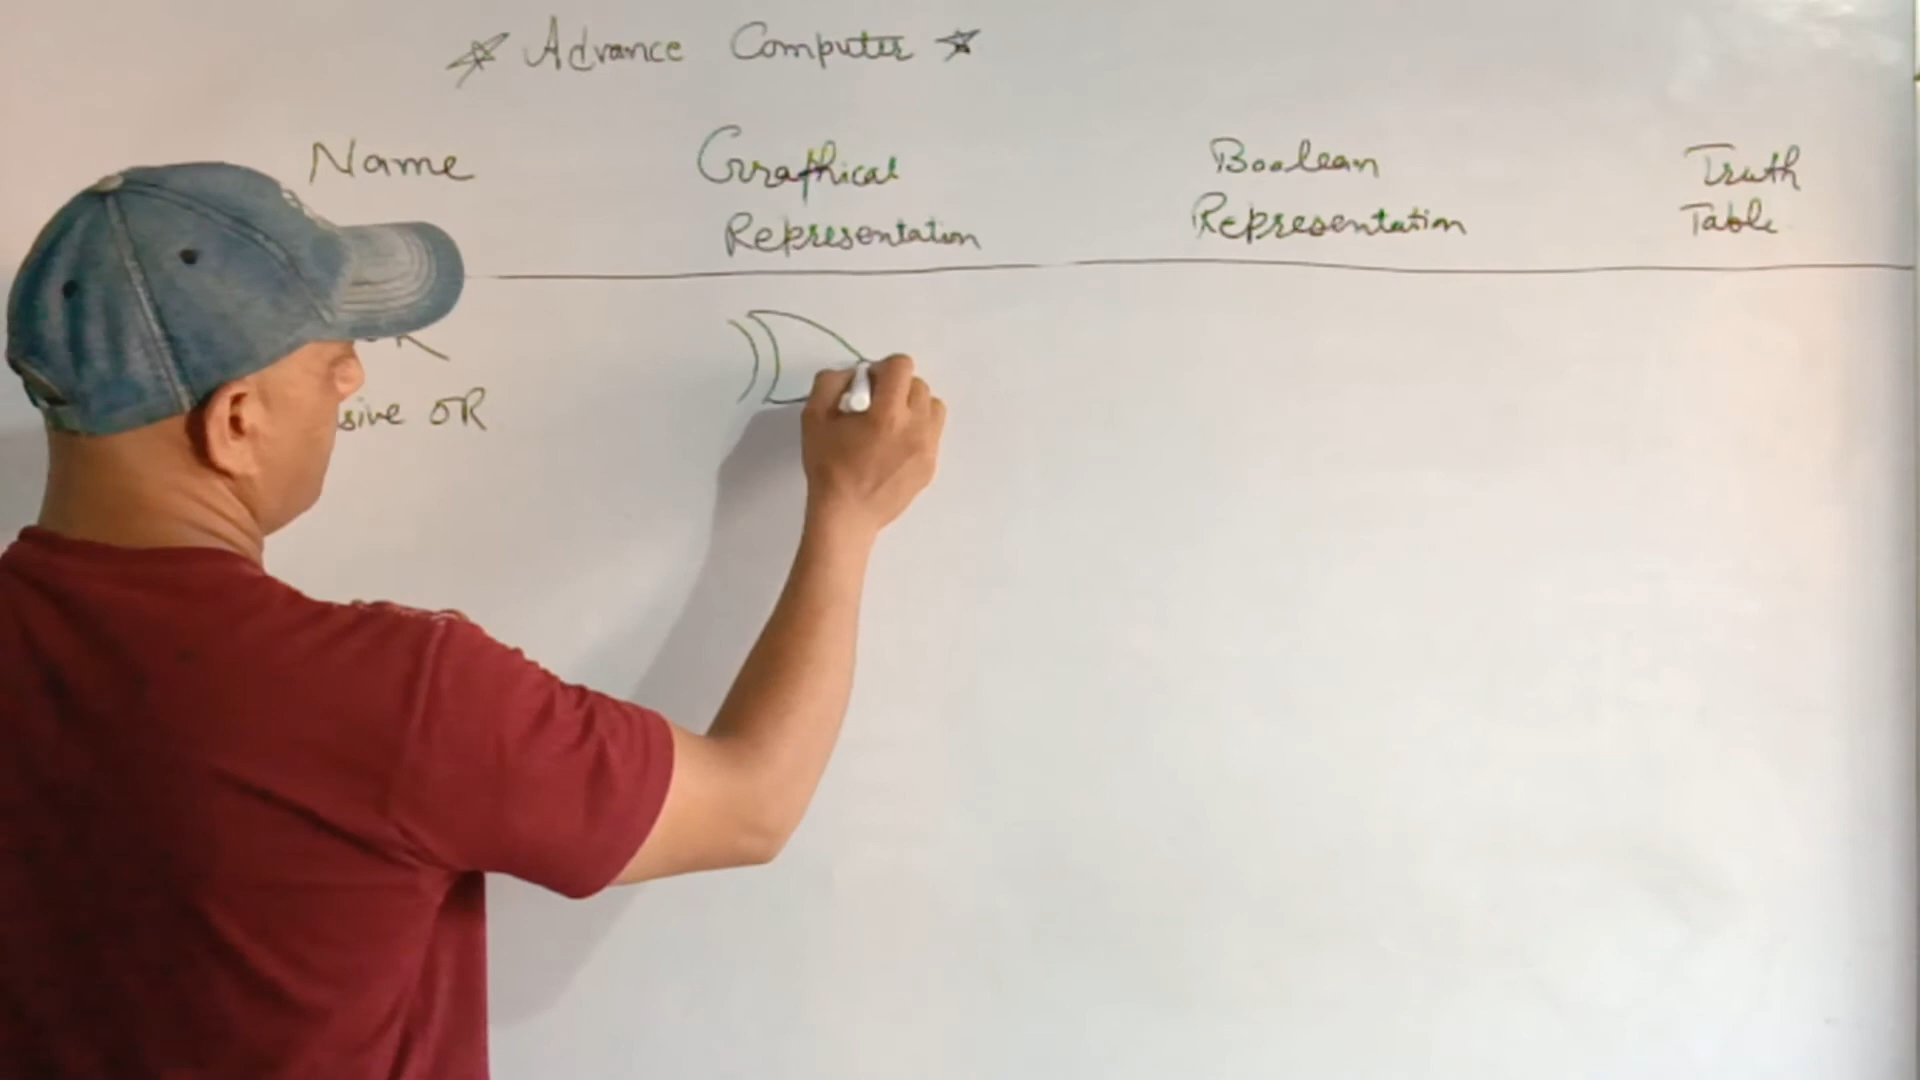 ☆ Advance Computer ☆
Name Graphical Boolean Truth
Representation Representation Table
sive OR